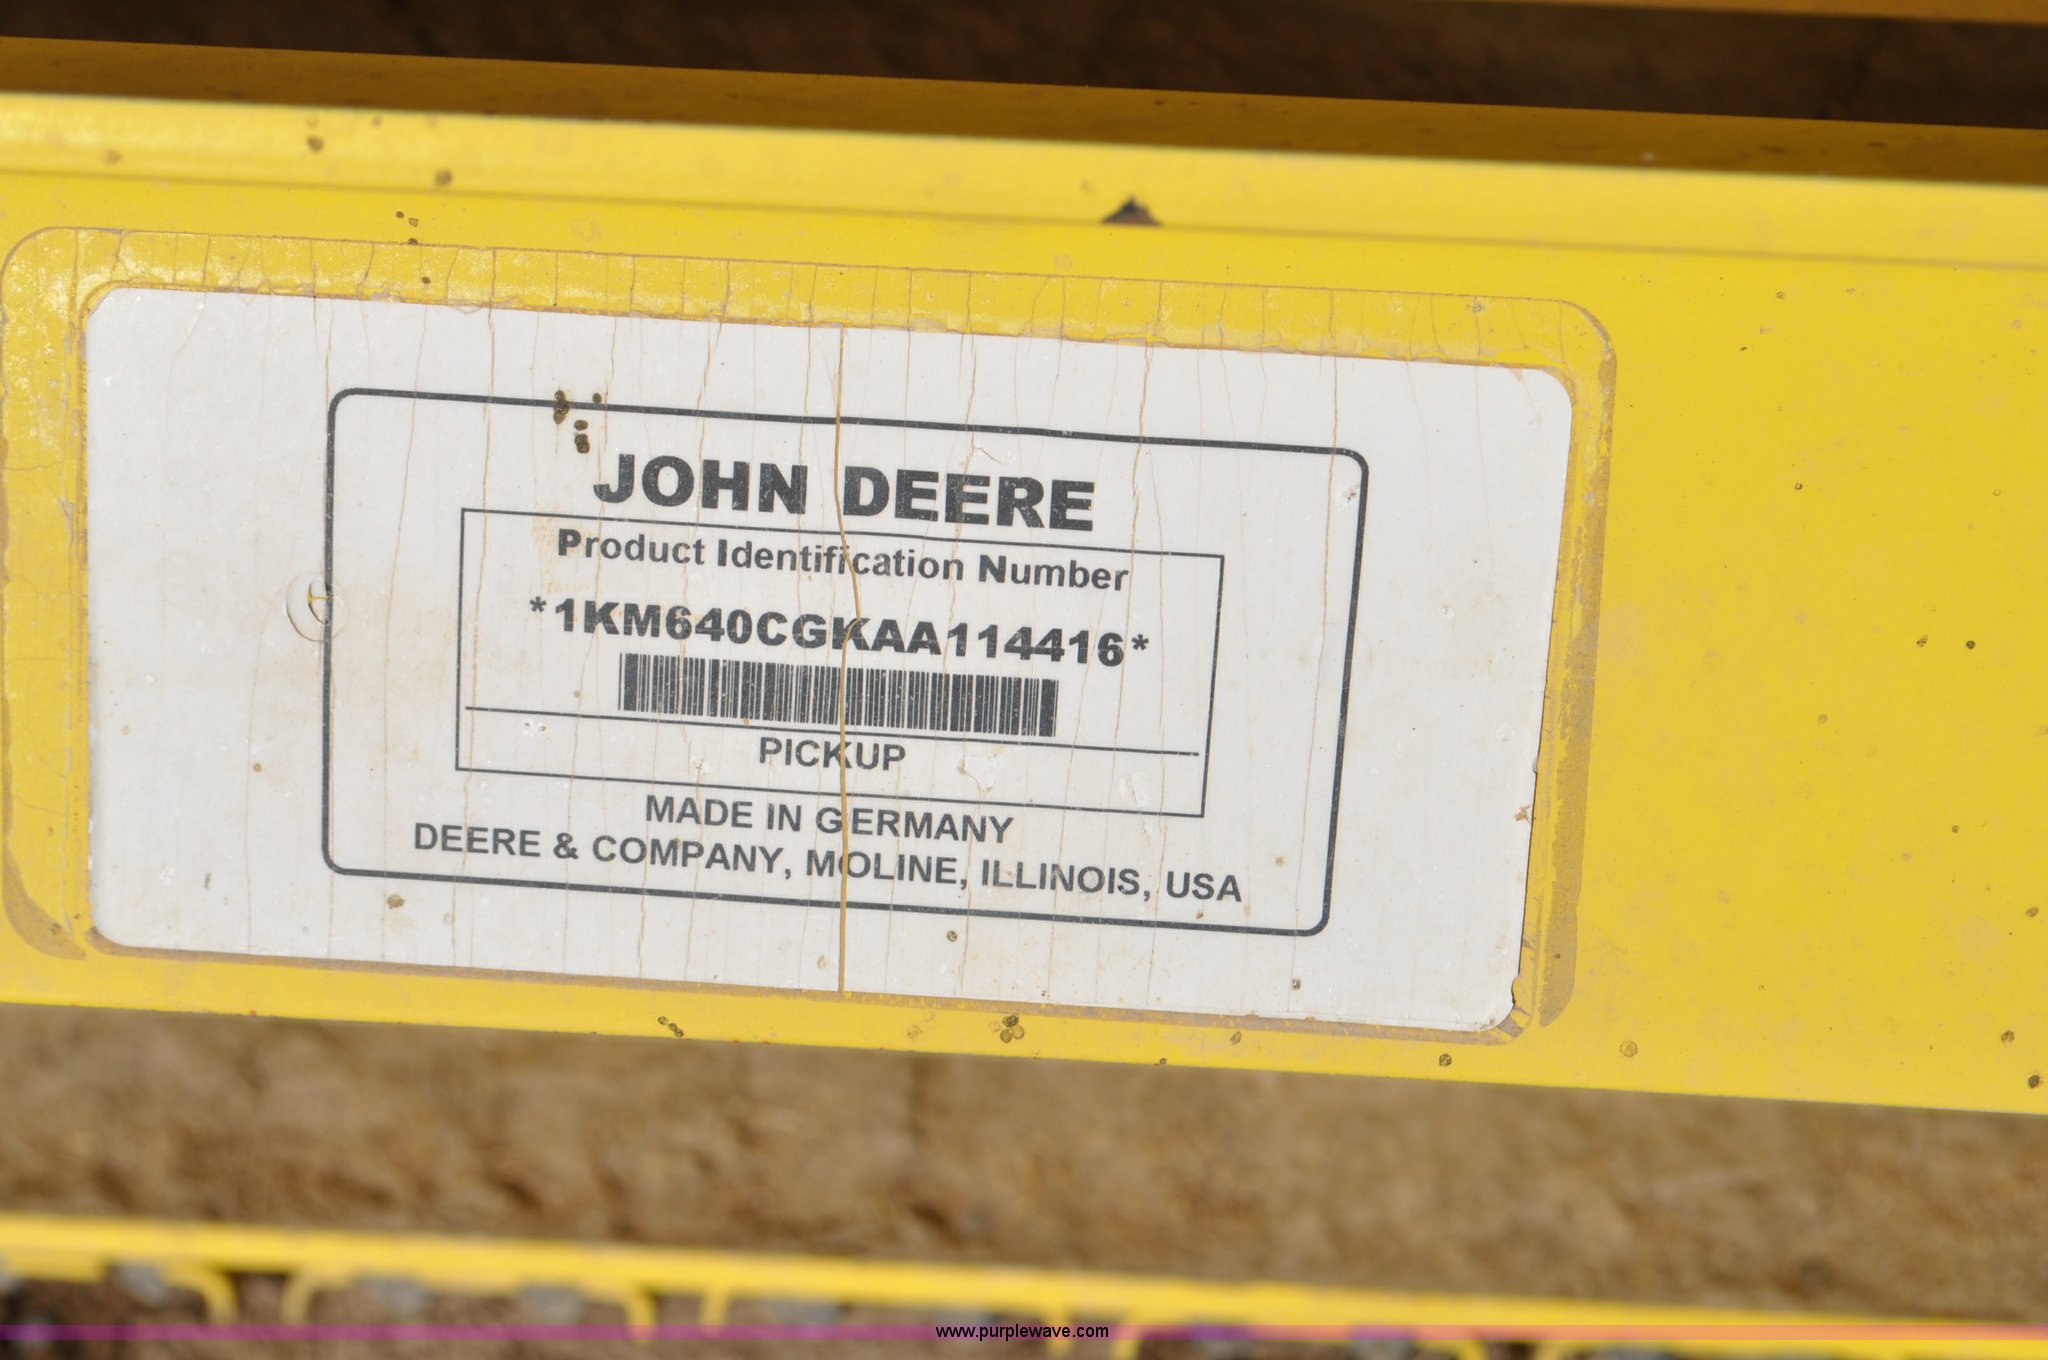 JOHN DEERE
Product Identification Number
*1KM640CGKAA114416*
PICKUP
MADE IN GERMANY
DEERE & COMPANY, MOLINE, ILLINOIS, USA
www.purplewave.com